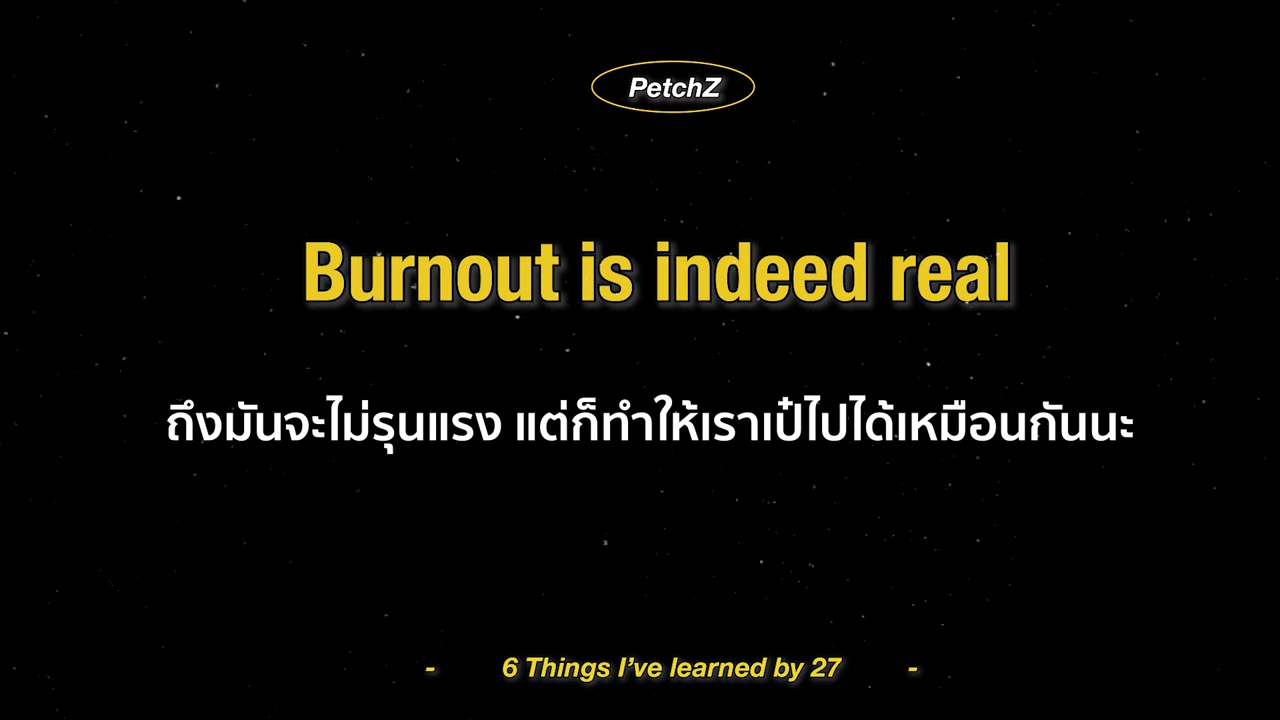 PetchZ
Burnout is indeed real
ถึงมันจะไม่รุนแรง แต่ก็ทำให้เราเป๋ไปได้เหมือนกันนะ
- 6 Things I’ve learned by 27 -